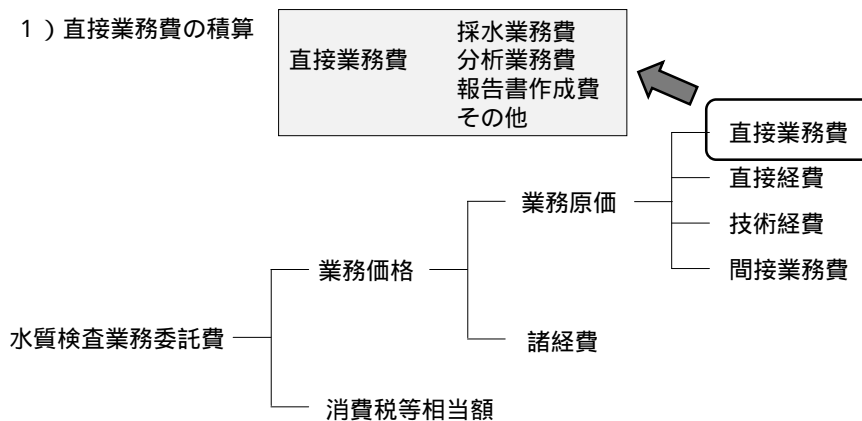 1)直接業務費の積算
直接業務費
採水業務費
分析業務費
報告書作成費
その他
直接業務費
直接経費
業務原価
技術経費
間接業務費
業務価格
諸経費
水質検査業務委託費
消費税等相当額